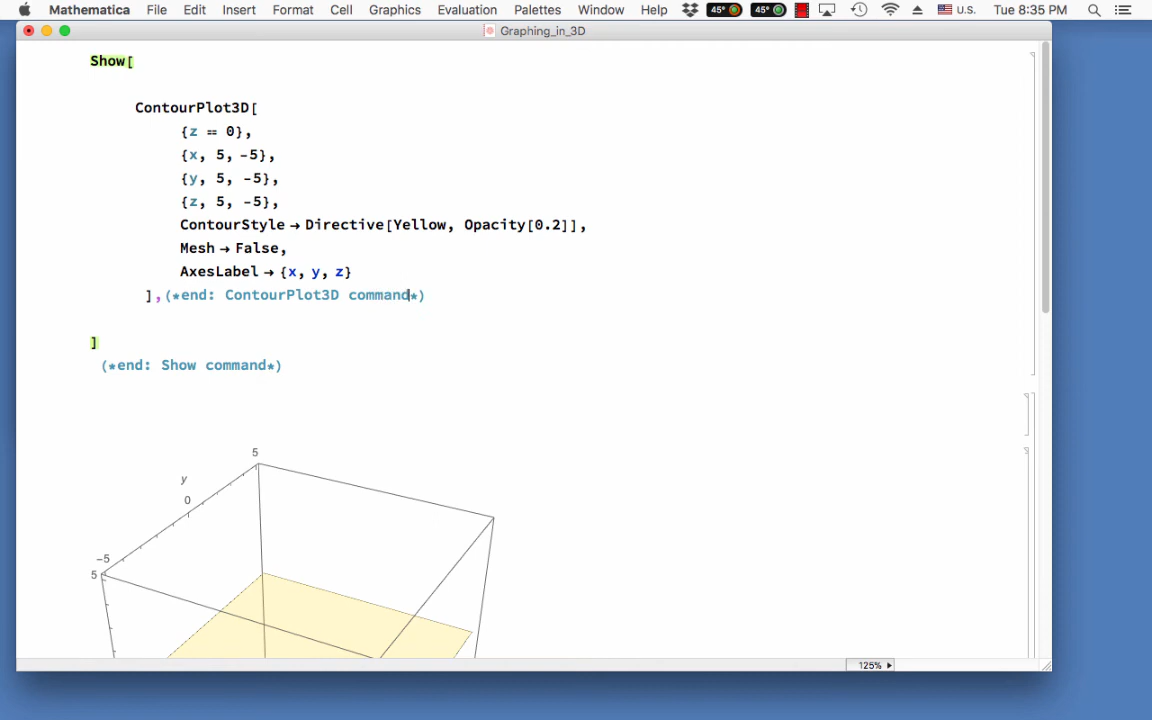 Mathematica File Edit Insert Format Cell Graphics Evaluation Palettes Window Help 45° 45° U.S. Tue 8:35 PM
Graphing_in_3D
Show[
ContourPlot3D[
{z == 0},
{x, 5, -5},
{y, 5, -5},
{z, 5, -5},
ContourStyle → Directive[Yellow, Opacity[0.2]],
Mesh → False,
AxesLabel → {x, y, z}
],(*end: ContourPlot3D command*)
]
(*end: Show command*)
5
y
0
-5
5
125%